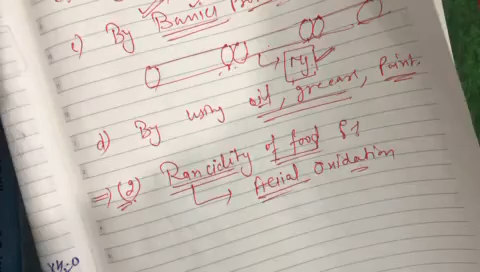 c) By Barrier
Mg
d) By using oil, grease, Paint.
⇒ (2) Rancidity of food &
↳ Aerial Oxidation